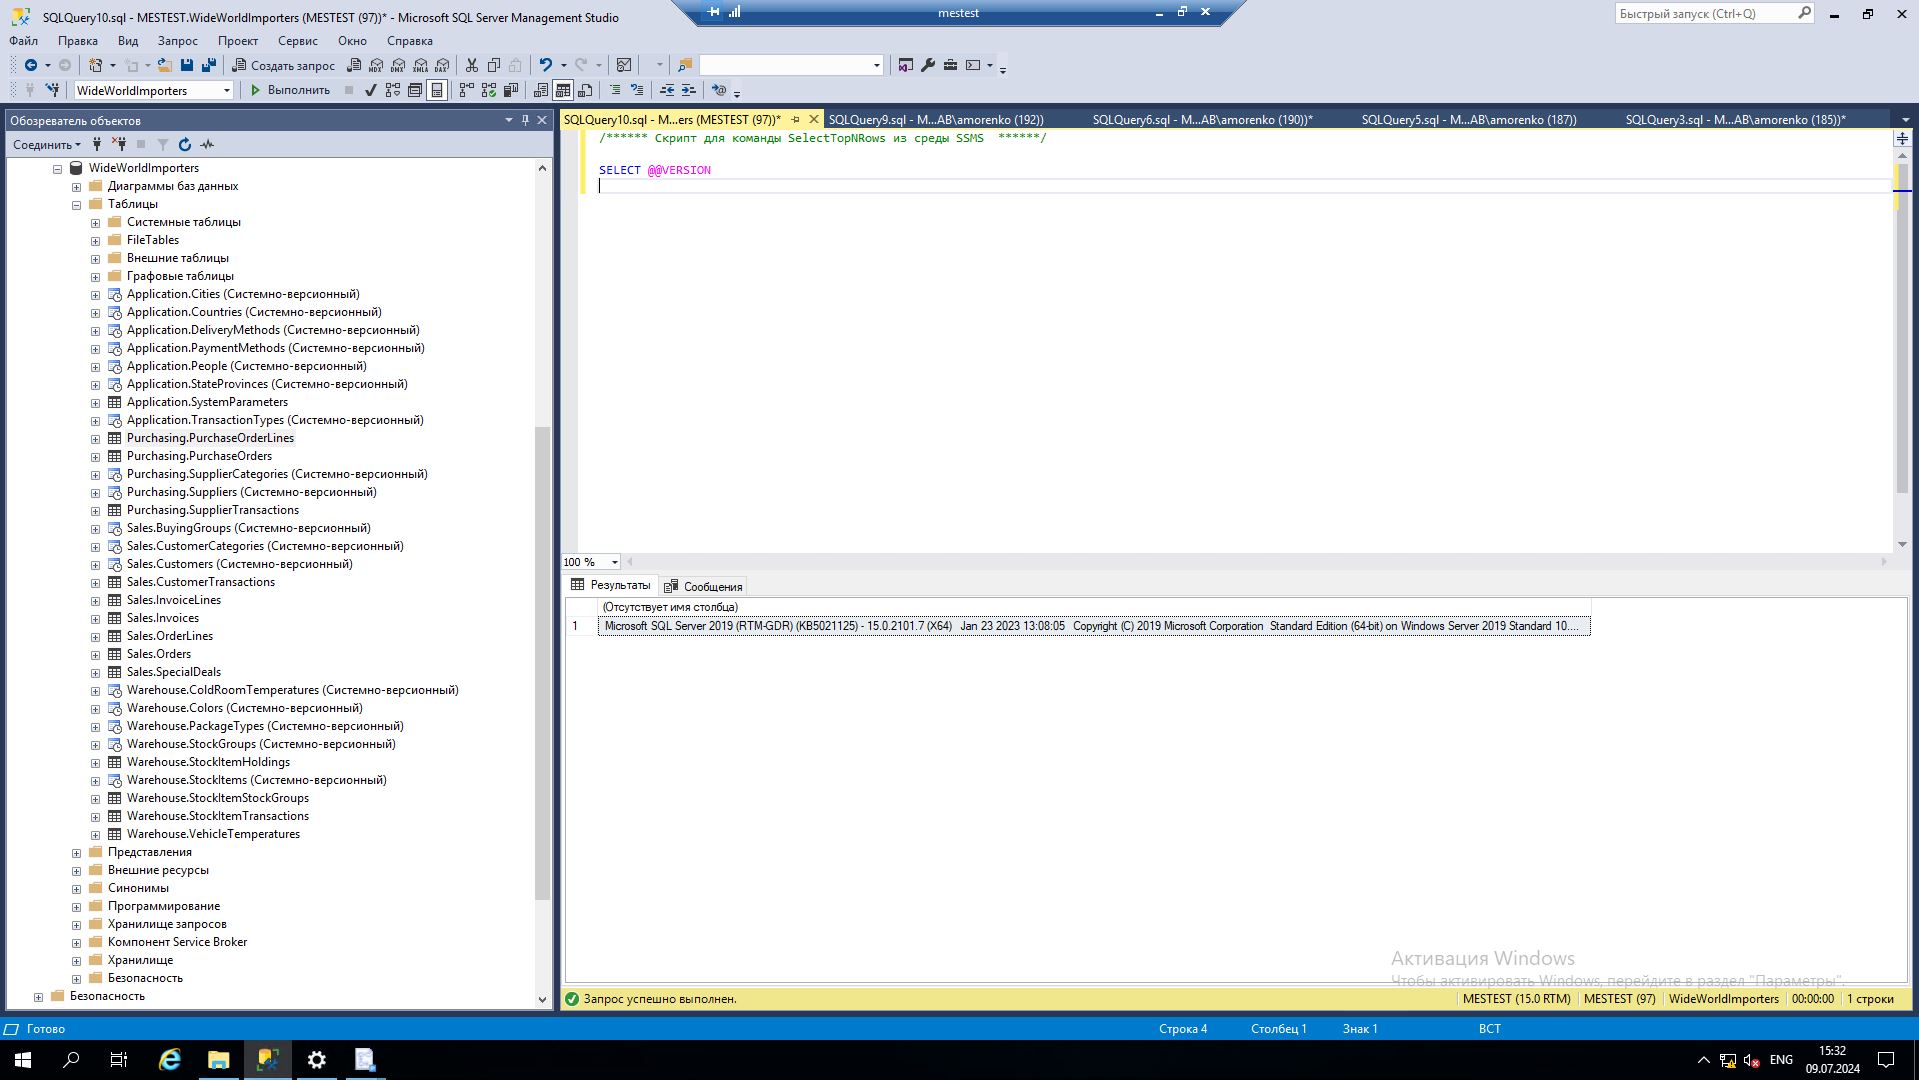 SQLQuery10.sql - MESTEST.WideWorldImporters (MESTEST (97))* - Microsoft SQL Server Management Studio
mestest
Быстрый запуск (Ctrl+Q)
Файл Правка Вид Запрос Проект Сервис Окно Справка
Создать запрос MDX DMX XMLA DAX
WideWorldImporters Выполнить
Обозреватель объектов
Соединить
WideWorldImporters
Диаграммы баз данных
Таблицы
Системные таблицы
FileTables
Внешние таблицы
Графовые таблицы
Application.Cities (Системно-версионный)
Application.Countries (Системно-версионный)
Application.DeliveryMethods (Системно-версионный)
Application.PaymentMethods (Системно-версионный)
Application.People (Системно-версионный)
Application.StateProvinces (Системно-версионный)
Application.SystemParameters
Application.TransactionTypes (Системно-версионный)
Purchasing.PurchaseOrderLines
Purchasing.PurchaseOrders
Purchasing.SupplierCategories (Системно-версионный)
Purchasing.Suppliers (Системно-версионный)
Purchasing.SupplierTransactions
Sales.BuyingGroups (Системно-версионный)
Sales.CustomerCategories (Системно-версионный)
Sales.Customers (Системно-версионный)
Sales.CustomerTransactions
Sales.InvoiceLines
Sales.Invoices
Sales.OrderLines
Sales.Orders
Sales.SpecialDeals
Warehouse.ColdRoomTemperatures (Системно-версионный)
Warehouse.Colors (Системно-версионный)
Warehouse.PackageTypes (Системно-версионный)
Warehouse.StockGroups (Системно-версионный)
Warehouse.StockItemHoldings
Warehouse.StockItems (Системно-версионный)
Warehouse.StockItemStockGroups
Warehouse.StockItemTransactions
Warehouse.VehicleTemperatures
Представления
Внешние ресурсы
Синонимы
Программирование
Хранилище запросов
Компонент Service Broker
Хранилище
Безопасность
Безопасность
SQLQuery10.sql - M...ers (MESTEST (97))* SQLQuery9.sql - M...AB\amorenko (192)) SQLQuery6.sql - M...AB\amorenko (190))* SQLQuery5.sql - M...AB\amorenko (187)) SQLQuery3.sql - M...AB\amorenko (185))*
/****** Скрипт для команды SelectTopNRows из среды SSMS ******/
SELECT @@VERSION
100 %
Результаты Сообщения
(Отсутствует имя столбца)
1 Microsoft SQL Server 2019 (RTM-GDR) (KB5021125) - 15.0.2101.7 (X64) Jan 23 2023 13:08:05 Copyright (C) 2019 Microsoft Corporation Standard Edition (64-bit) on Windows Server 2019 Standard 10....
Активация Windows
Чтобы активировать Windows, перейдите в раздел "Параметры".
Запрос успешно выполнен. MESTEST (15.0 RTM) MESTEST (97) WideWorldImporters 00:00:00 1 строки
Готово Строка 4 Столбец 1 Знак 1 ВСТ
ENG 15:32
09.07.2024